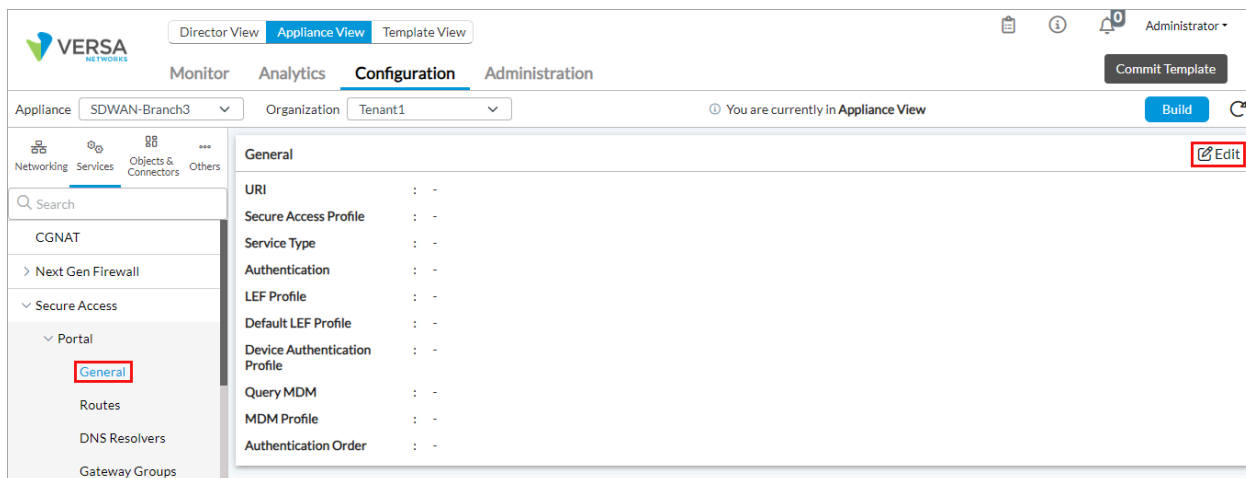 Director View Appliance View Template View
0
Administrator
VERSA
NETWORKS
Monitor Analytics Configuration Administration
Commit Template
Appliance SDWAN-Branch3 Organization Tenant1 You are currently in Appliance View Build
Networking Services Objects & Connectors Others
Search
CGNAT
Next Gen Firewall
Secure Access
Portal
General
Routes
DNS Resolvers
Gateway Groups
General Edit
URI : -
Secure Access Profile : -
Service Type : -
Authentication : -
LEF Profile : -
Default LEF Profile : -
Device Authentication : -
Profile
Query MDM : -
MDM Profile : -
Authentication Order : -